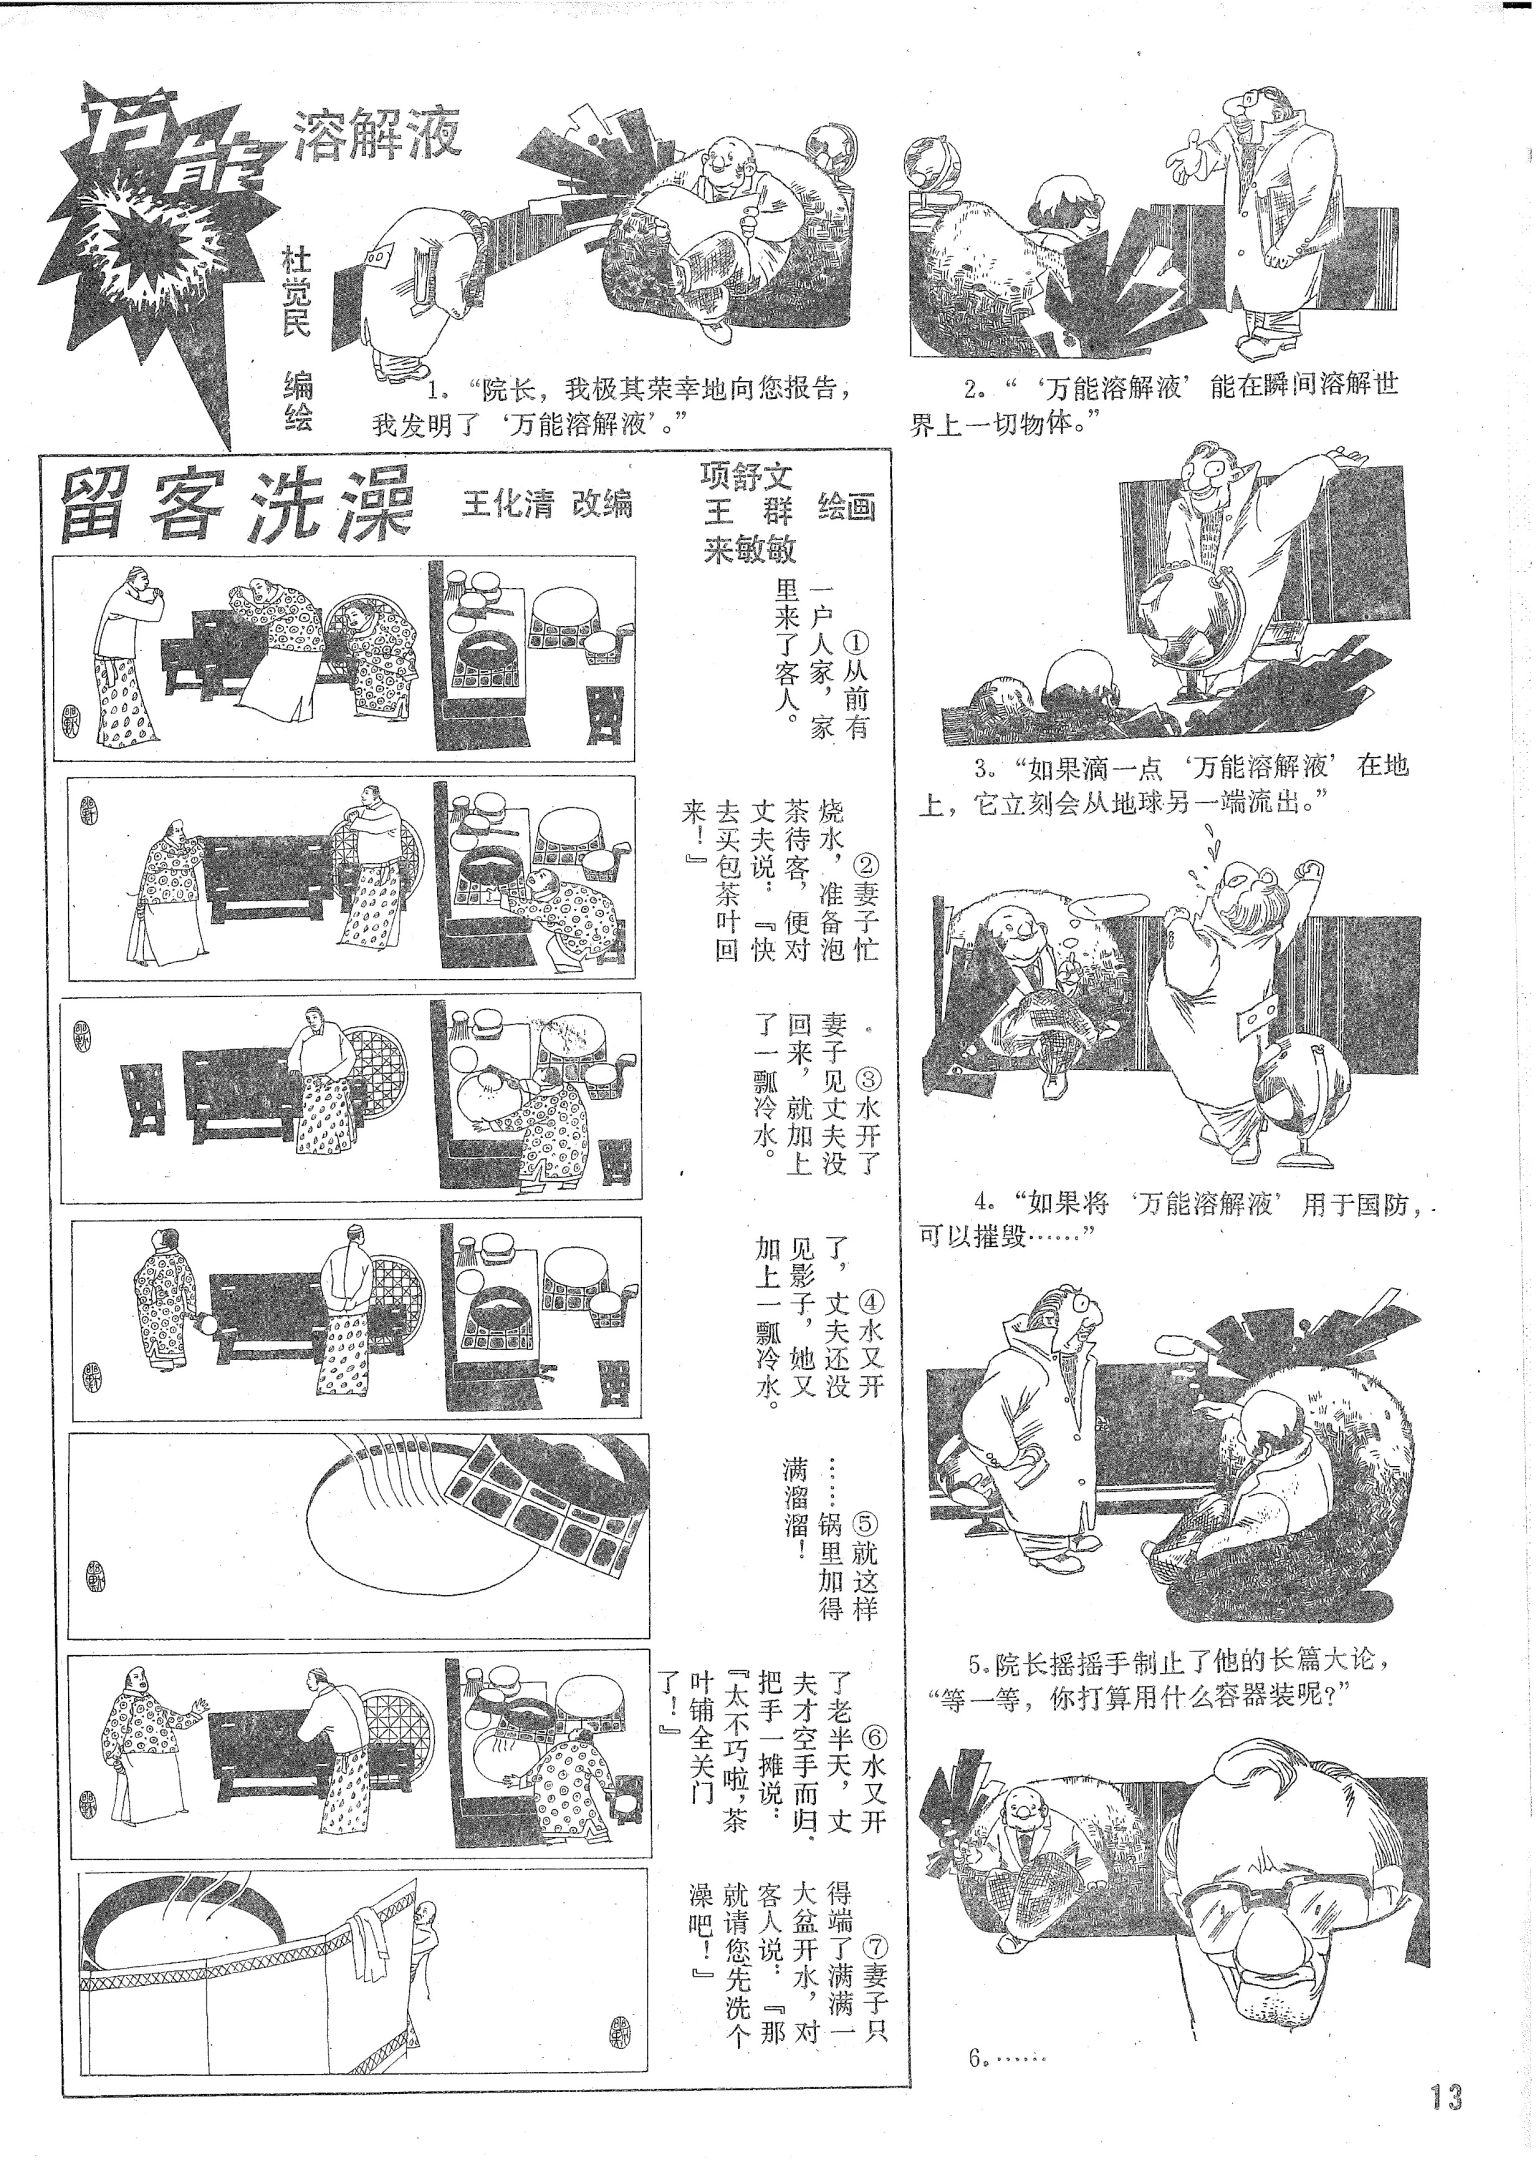 万能
溶解液
杜觉民 编绘
1。“院长，我极其荣幸地向您报告，
我发明了‘万能溶解液’。”
2。“‘万能溶解液’能在瞬间溶解世
界上一切物体。”
3。“如果滴一点‘万能溶解液’在地
上，它立刻会从地球另一端流出。”
4。“如果将‘万能溶解液’用于国防，
可以摧毁……”
5。院长摇摇手制止了他的长篇大论，
“等一等，你打算用什么容器装呢？”
6。……
留客洗澡
王化清 改编
项舒文
王 群 绘画
来敏敏
①从前有
一户人家，家
里来了客人。
②妻子忙
烧水，准备泡
茶待客，便对
丈夫说：『快
去买包茶叶回
来！』
③水开了
妻子见丈夫没
回来，就加上
了一瓢冷水。
④水又开
了，丈夫还没
见影子，她又
加上一瓢冷水。
⑤就这样
……锅里加得
满溜溜！
⑥水又开
了老半天，丈
夫才空手而归，
把手一摊说：
『太不巧啦，茶
叶铺全关门
了！』
⑦妻子只
得端了满满一
大盆开水，对
客人说：『那
就请您先洗个
澡吧！』
13